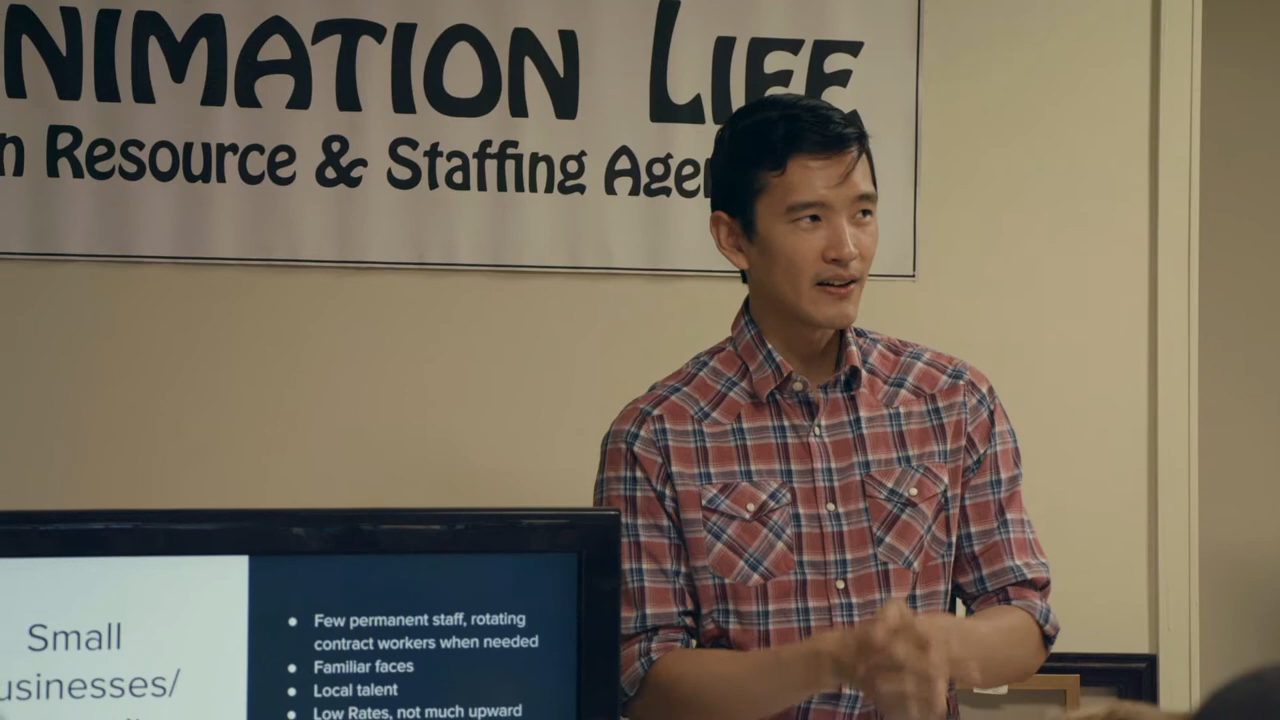 NIMATION LIFE
n Resource & Staffing Agen
Small
usinesses/
Few permanent staff, rotating
contract workers when needed
Familiar faces
Local talent
Low Rates, not much upward